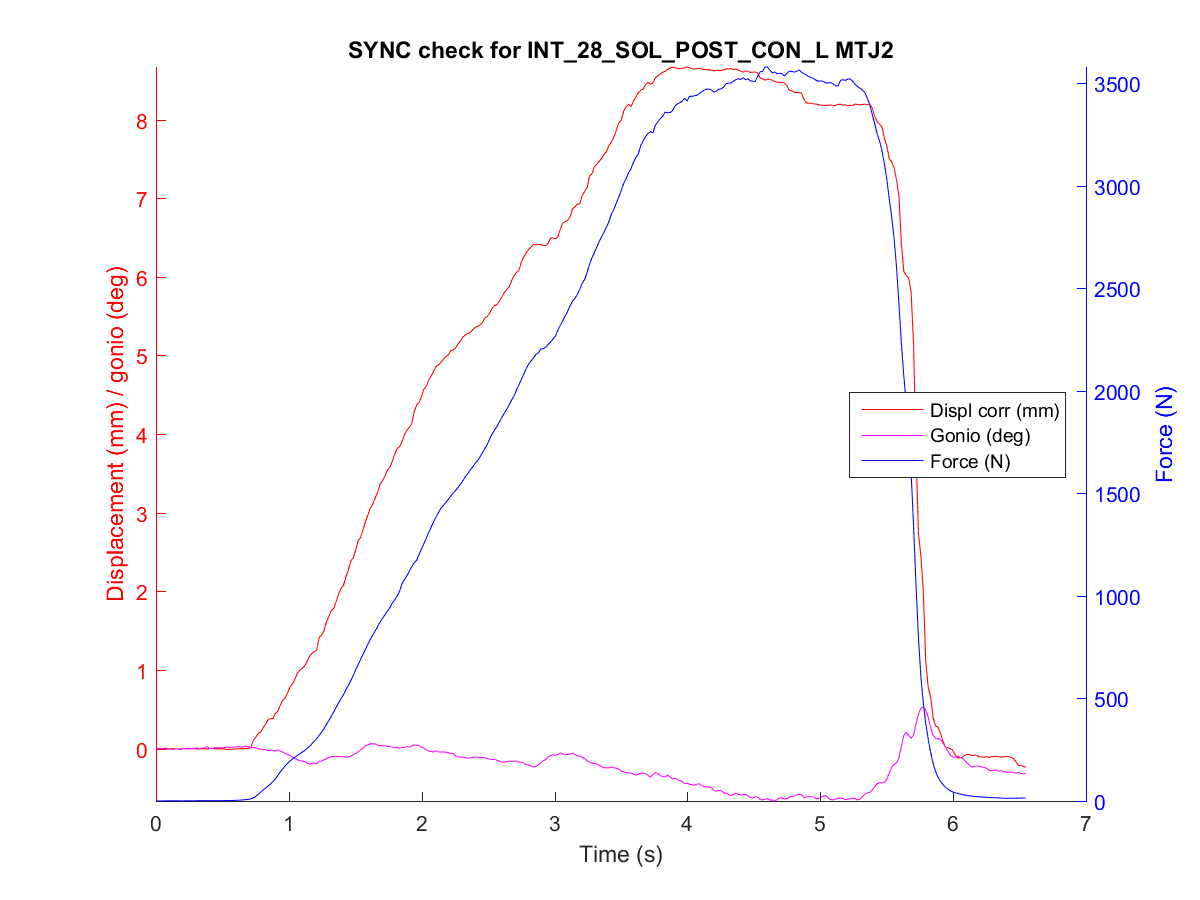 SYNC check for INT_28_SOL_POST_CON_L MTJ2
Displacement (mm) / gonio (deg)
8
7
6
5
4
3
2
1
0
3500
3000
2500
2000
1500
1000
500
0
Force (N)
Displ corr (mm)
Gonio (deg)
Force (N)
0 1 2 3 4 5 6 7
Time (s)